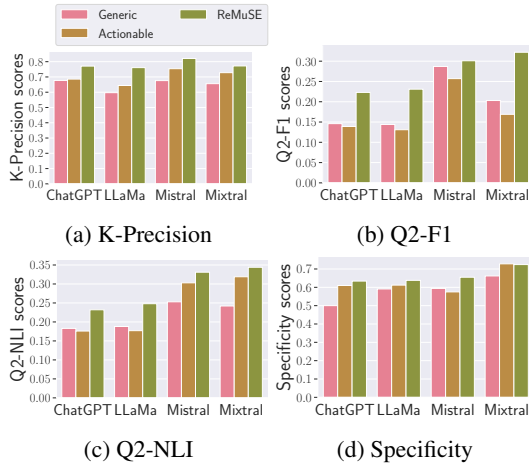 Generic
Actionable
ReMuSE
K-Precision scores
0.8
0.7
0.6
0.5
0.4
0.3
0.2
0.1
0.0
ChatGPT LLaMa Mistral Mixtral
(a) K-Precision
Q2-F1 scores
0.30
0.25
0.20
0.15
0.10
0.05
0.00
ChatGPT LLaMa Mistral Mixtral
(b) Q2-F1
Q2-NLI scores
0.35
0.30
0.25
0.20
0.15
0.10
0.05
0.00
ChatGPT LLaMa Mistral Mixtral
(c) Q2-NLI
Specificity scores
0.7
0.6
0.5
0.4
0.3
0.2
0.1
0.0
ChatGPT LLaMa Mistral Mixtral
(d) Specificity